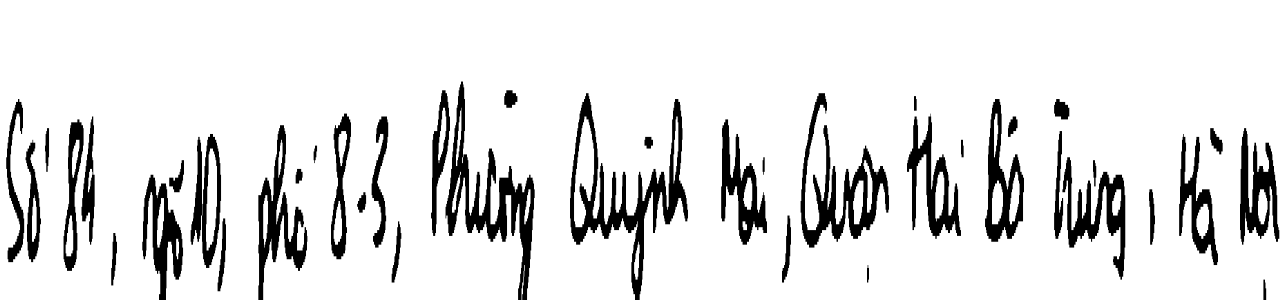 Số 84, ngõ 10, phố 8-3, Phường Quỳnh Mai, Quận Hai Bà Trưng, Hà Nội